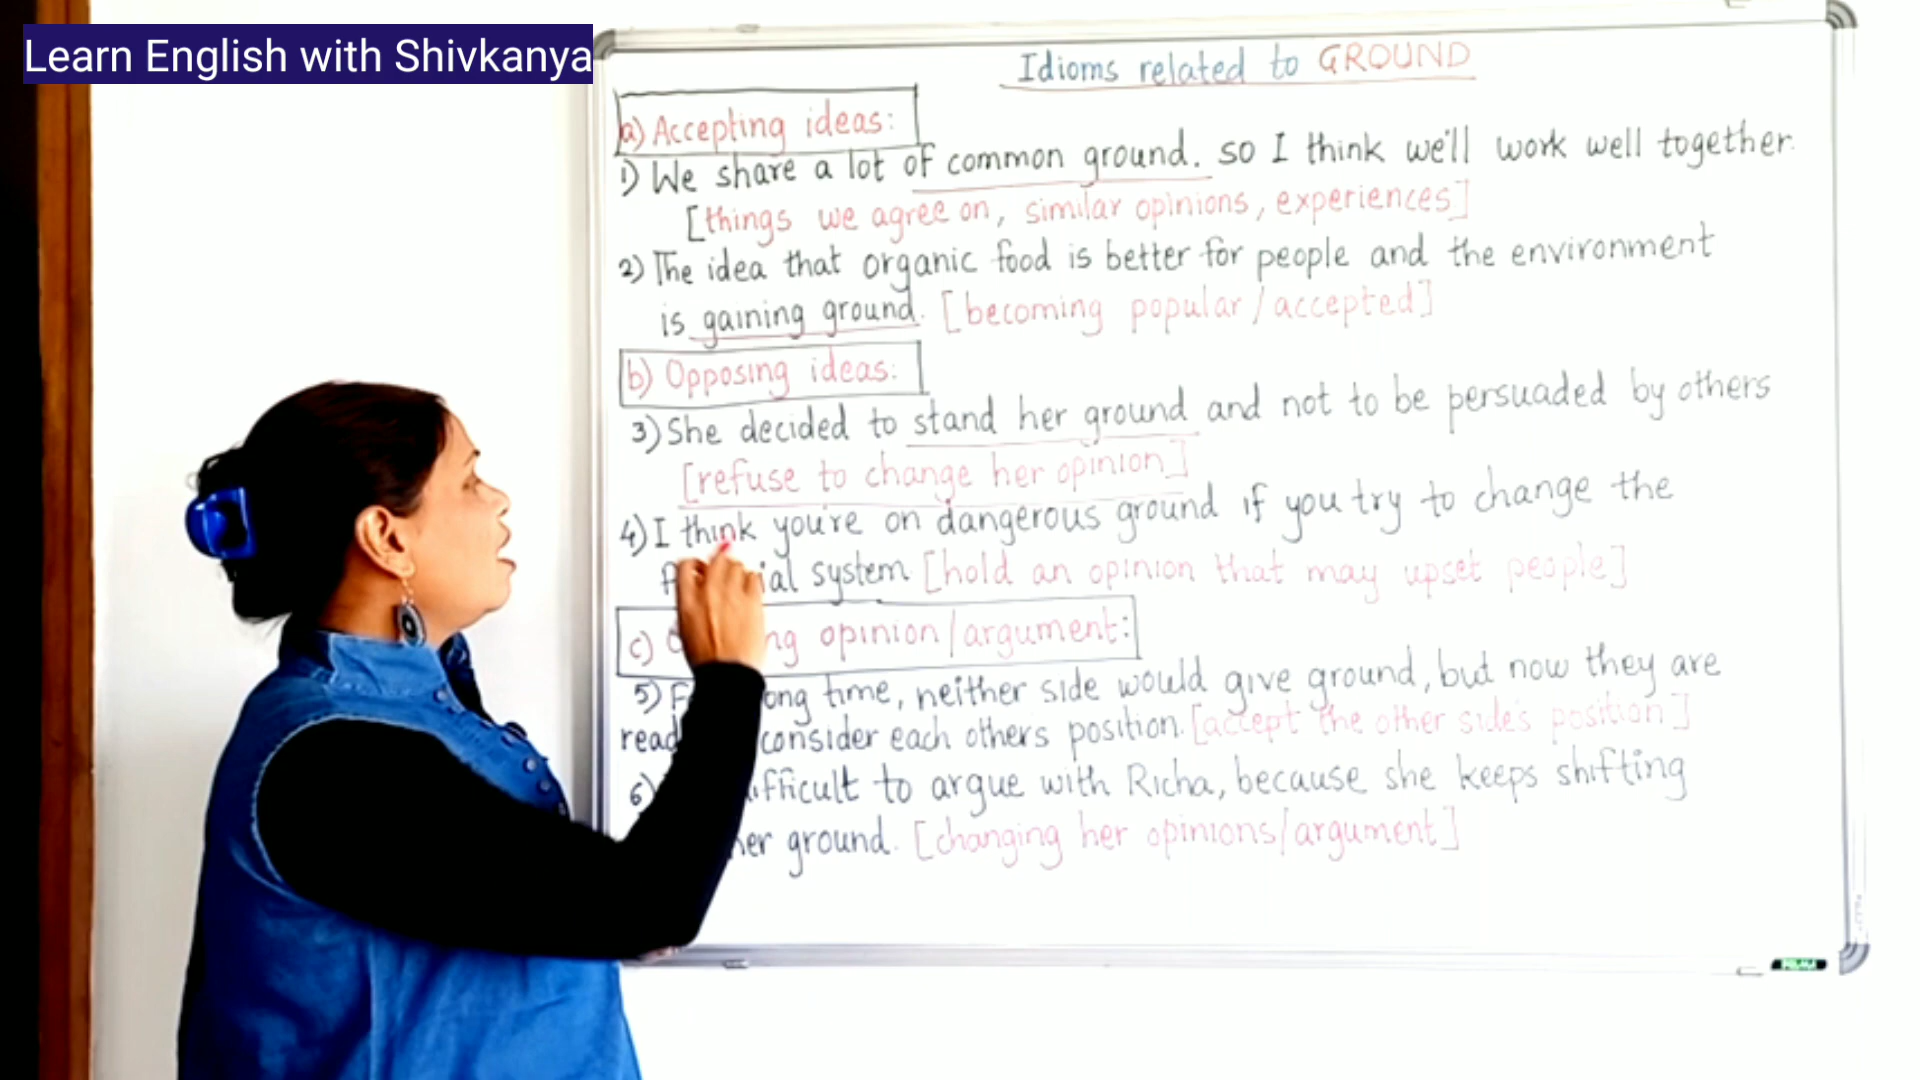 Learn English with Shivkanya
Idioms related to GROUND
a) Accepting ideas:
1) We share a lot of common ground. so I think we'll work well together.
[things we agree on, similar opinions, experiences]
2) The idea that organic food is better for people and the environment
is gaining ground. [becoming popular/accepted]
b) Opposing ideas:
3) She decided to stand her ground and not to be persuaded by others
[refuse to change her opinion]
4) I think you're on dangerous ground if you try to change the
system [hold an opinion that may upset people]
c) opinion/argument:
5) time, neither side would give ground, but now they are
consider each others position. [accept the other side's position]
6) difficult to argue with Richa, because she keeps shifting
her ground. [changing her opinions/argument]